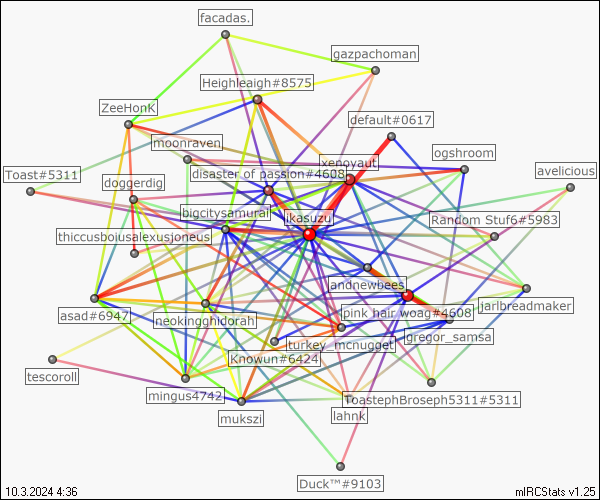 facadas.
gazpachoman
Heighleigh#8575
ZeeHonK
default#0617
moonraven
ogshroom
xenovaut
avelicious
Toast#5311
disaster of passion#4608
doggerdig
bigcitysamurai
ikasuzu
Random Stuf6#5983
thiccusboiusalexusjoneus
andnewbees
asad#6947
neokingghidorah
pink hair woag#4608
jarlbreadmaker
turkey_mcnugget
gregor_samsa
Knowun#6424
tescoroll
mingus4742
ToastephBroseph5311#5311
mukszi
lahnk
Duck™#9103
10.3.2024 4:36
mIRCStats v1.25